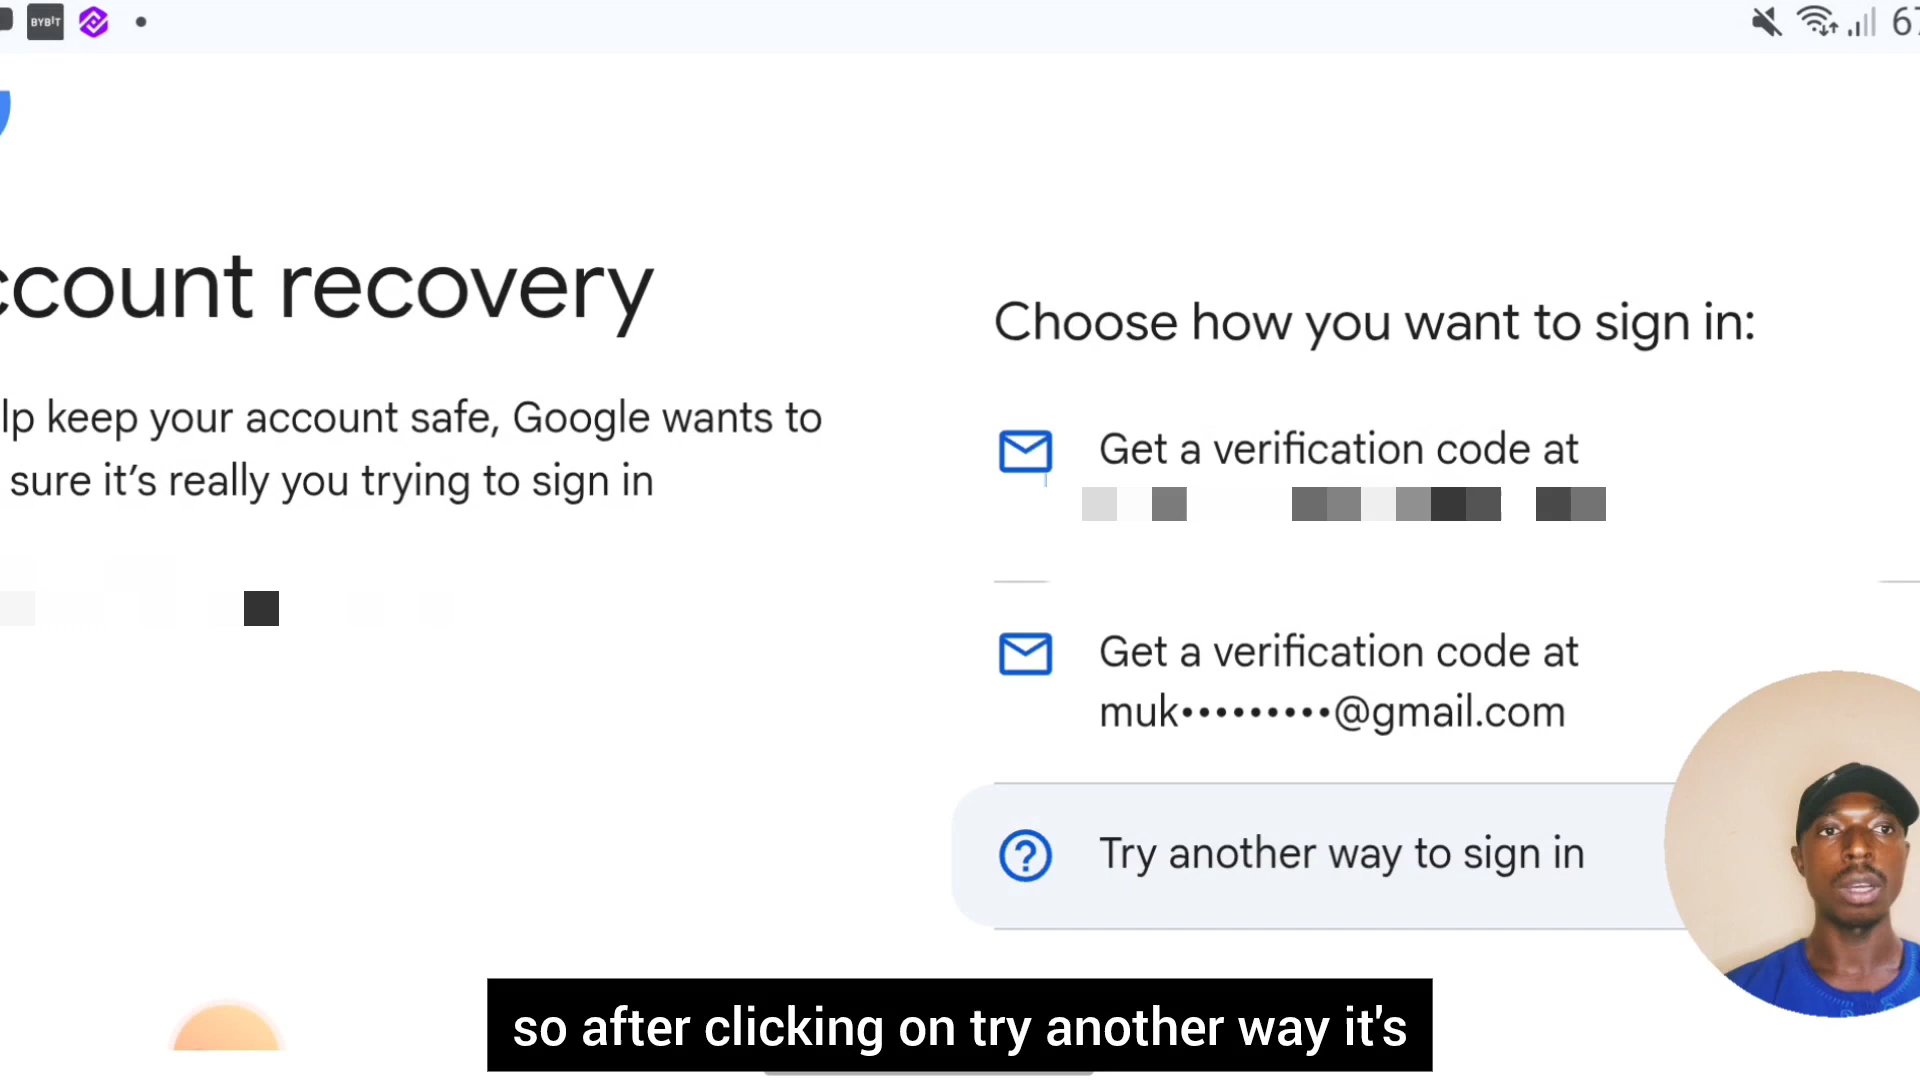 BYBIT
67
ccount recovery
lp keep your account safe, Google wants to
sure it’s really you trying to sign in
Choose how you want to sign in:
Get a verification code at
Get a verification code at
muk•••••••••@gmail.com
Try another way to sign in
so after clicking on try another way it's